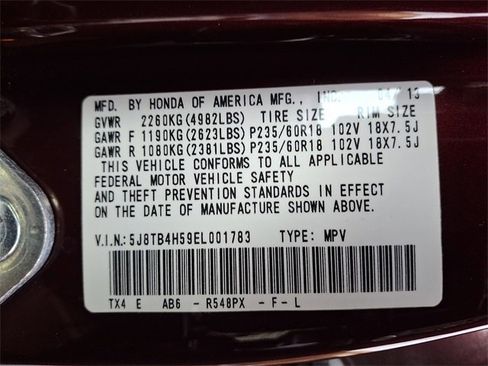 MFD. BY HONDA OF AMERICA MFG., INC. 04 13
GVWR 2260KG(4982LBS) TIRE SIZE RIM SIZE
GAWR F 1190KG(2623LBS) P235/60R18 102V 18X7.5J
GAWR R 1080KG(2381LBS) P235/60R18 102V 18X7.5J
THIS VEHICLE CONFORMS TO ALL APPLICABLE
FEDERAL MOTOR VEHICLE SAFETY
AND THEFT PREVENTION STANDARDS IN EFFECT
ON THE DATE OF MANUFACTURE SHOWN ABOVE.
V.I.N.: 5J8TB4H59EL001783 TYPE: MPV
TX4 E AB6 - R548PX - F - L